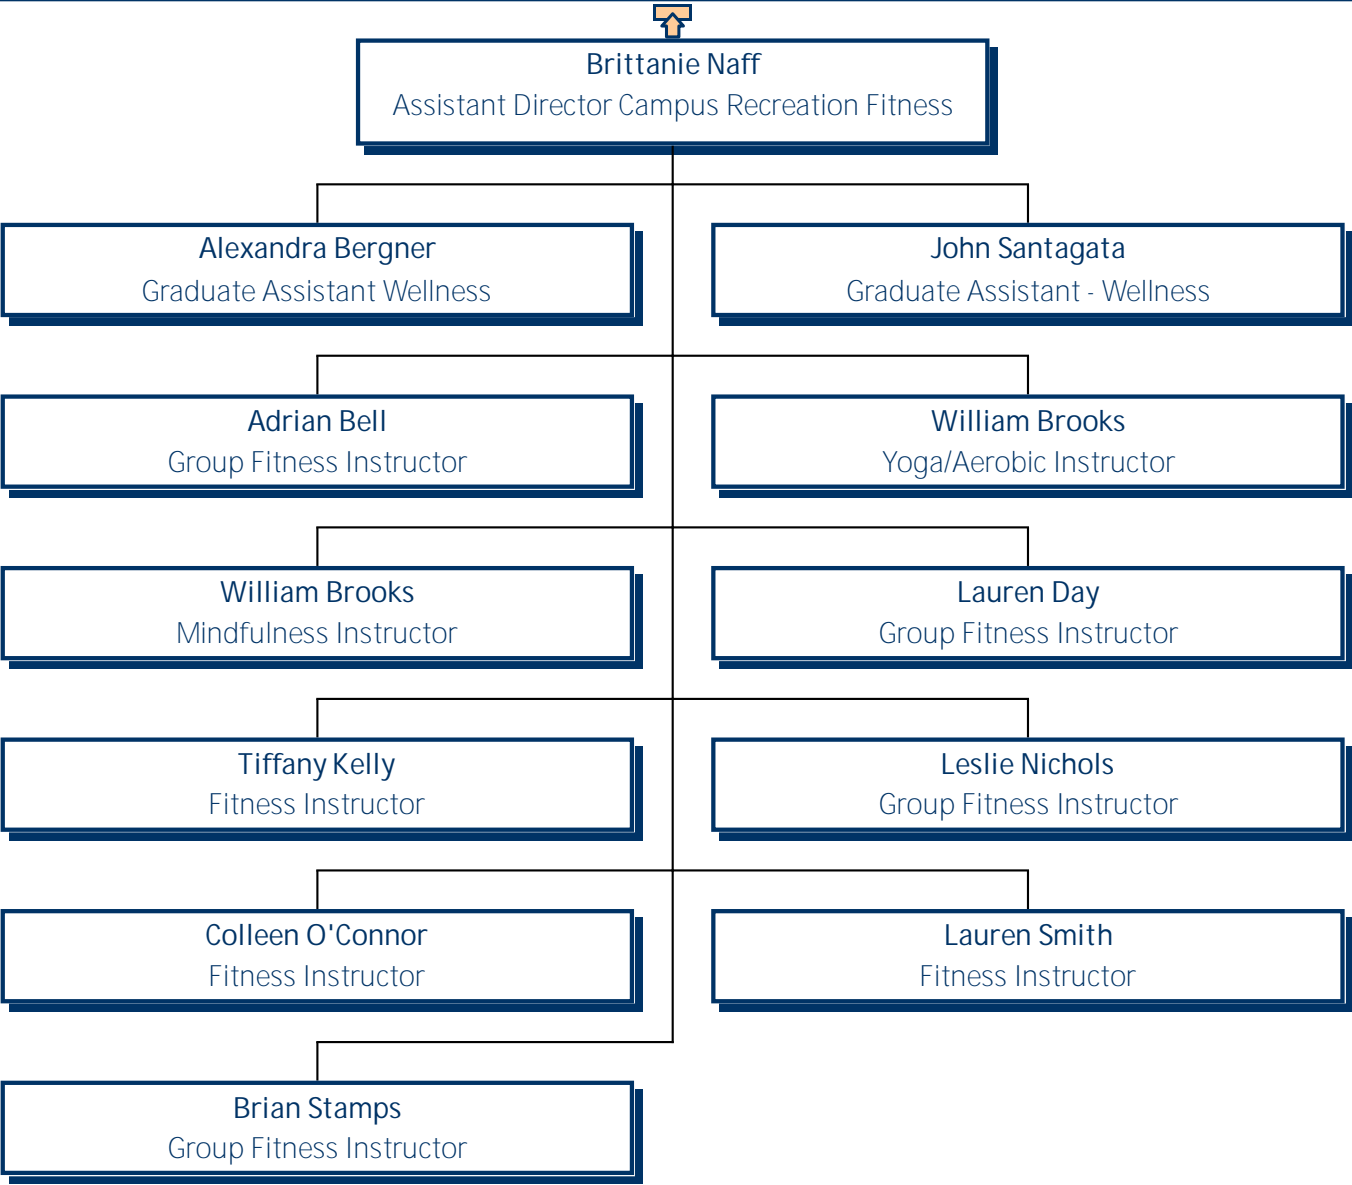 Brittanie Naff
Assistant Director Campus Recreation Fitness
Alexandra Bergner
Graduate Assistant Wellness
John Santagata
Graduate Assistant - Wellness
Adrian Bell
Group Fitness Instructor
William Brooks
Yoga/Aerobic Instructor
William Brooks
Mindfulness Instructor
Lauren Day
Group Fitness Instructor
Tiffany Kelly
Fitness Instructor
Leslie Nichols
Group Fitness Instructor
Colleen O'Connor
Fitness Instructor
Lauren Smith
Fitness Instructor
Brian Stamps
Group Fitness Instructor